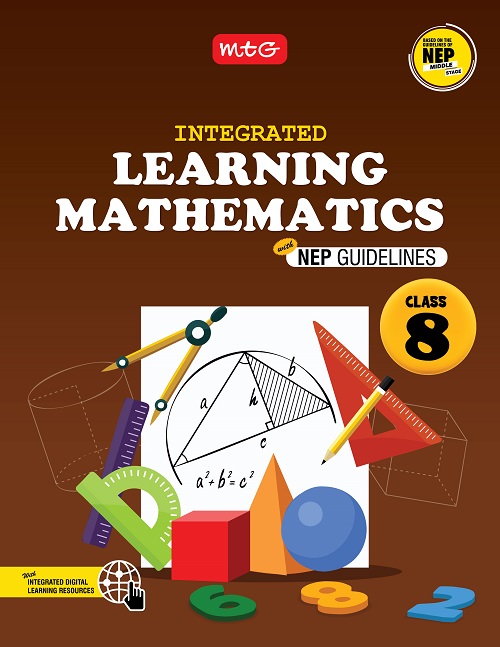 mtG
BASED ON THE
GUIDELINES OF
NEP
MIDDLE
STAGE
INTEGRATED
LEARNING
MATHEMATICS
with
NEP GUIDELINES
CLASS
8
a
h
b
c
a²+b²=c²
With
INTEGRATED DIGITAL
LEARNING RESOURCES
6 8 2